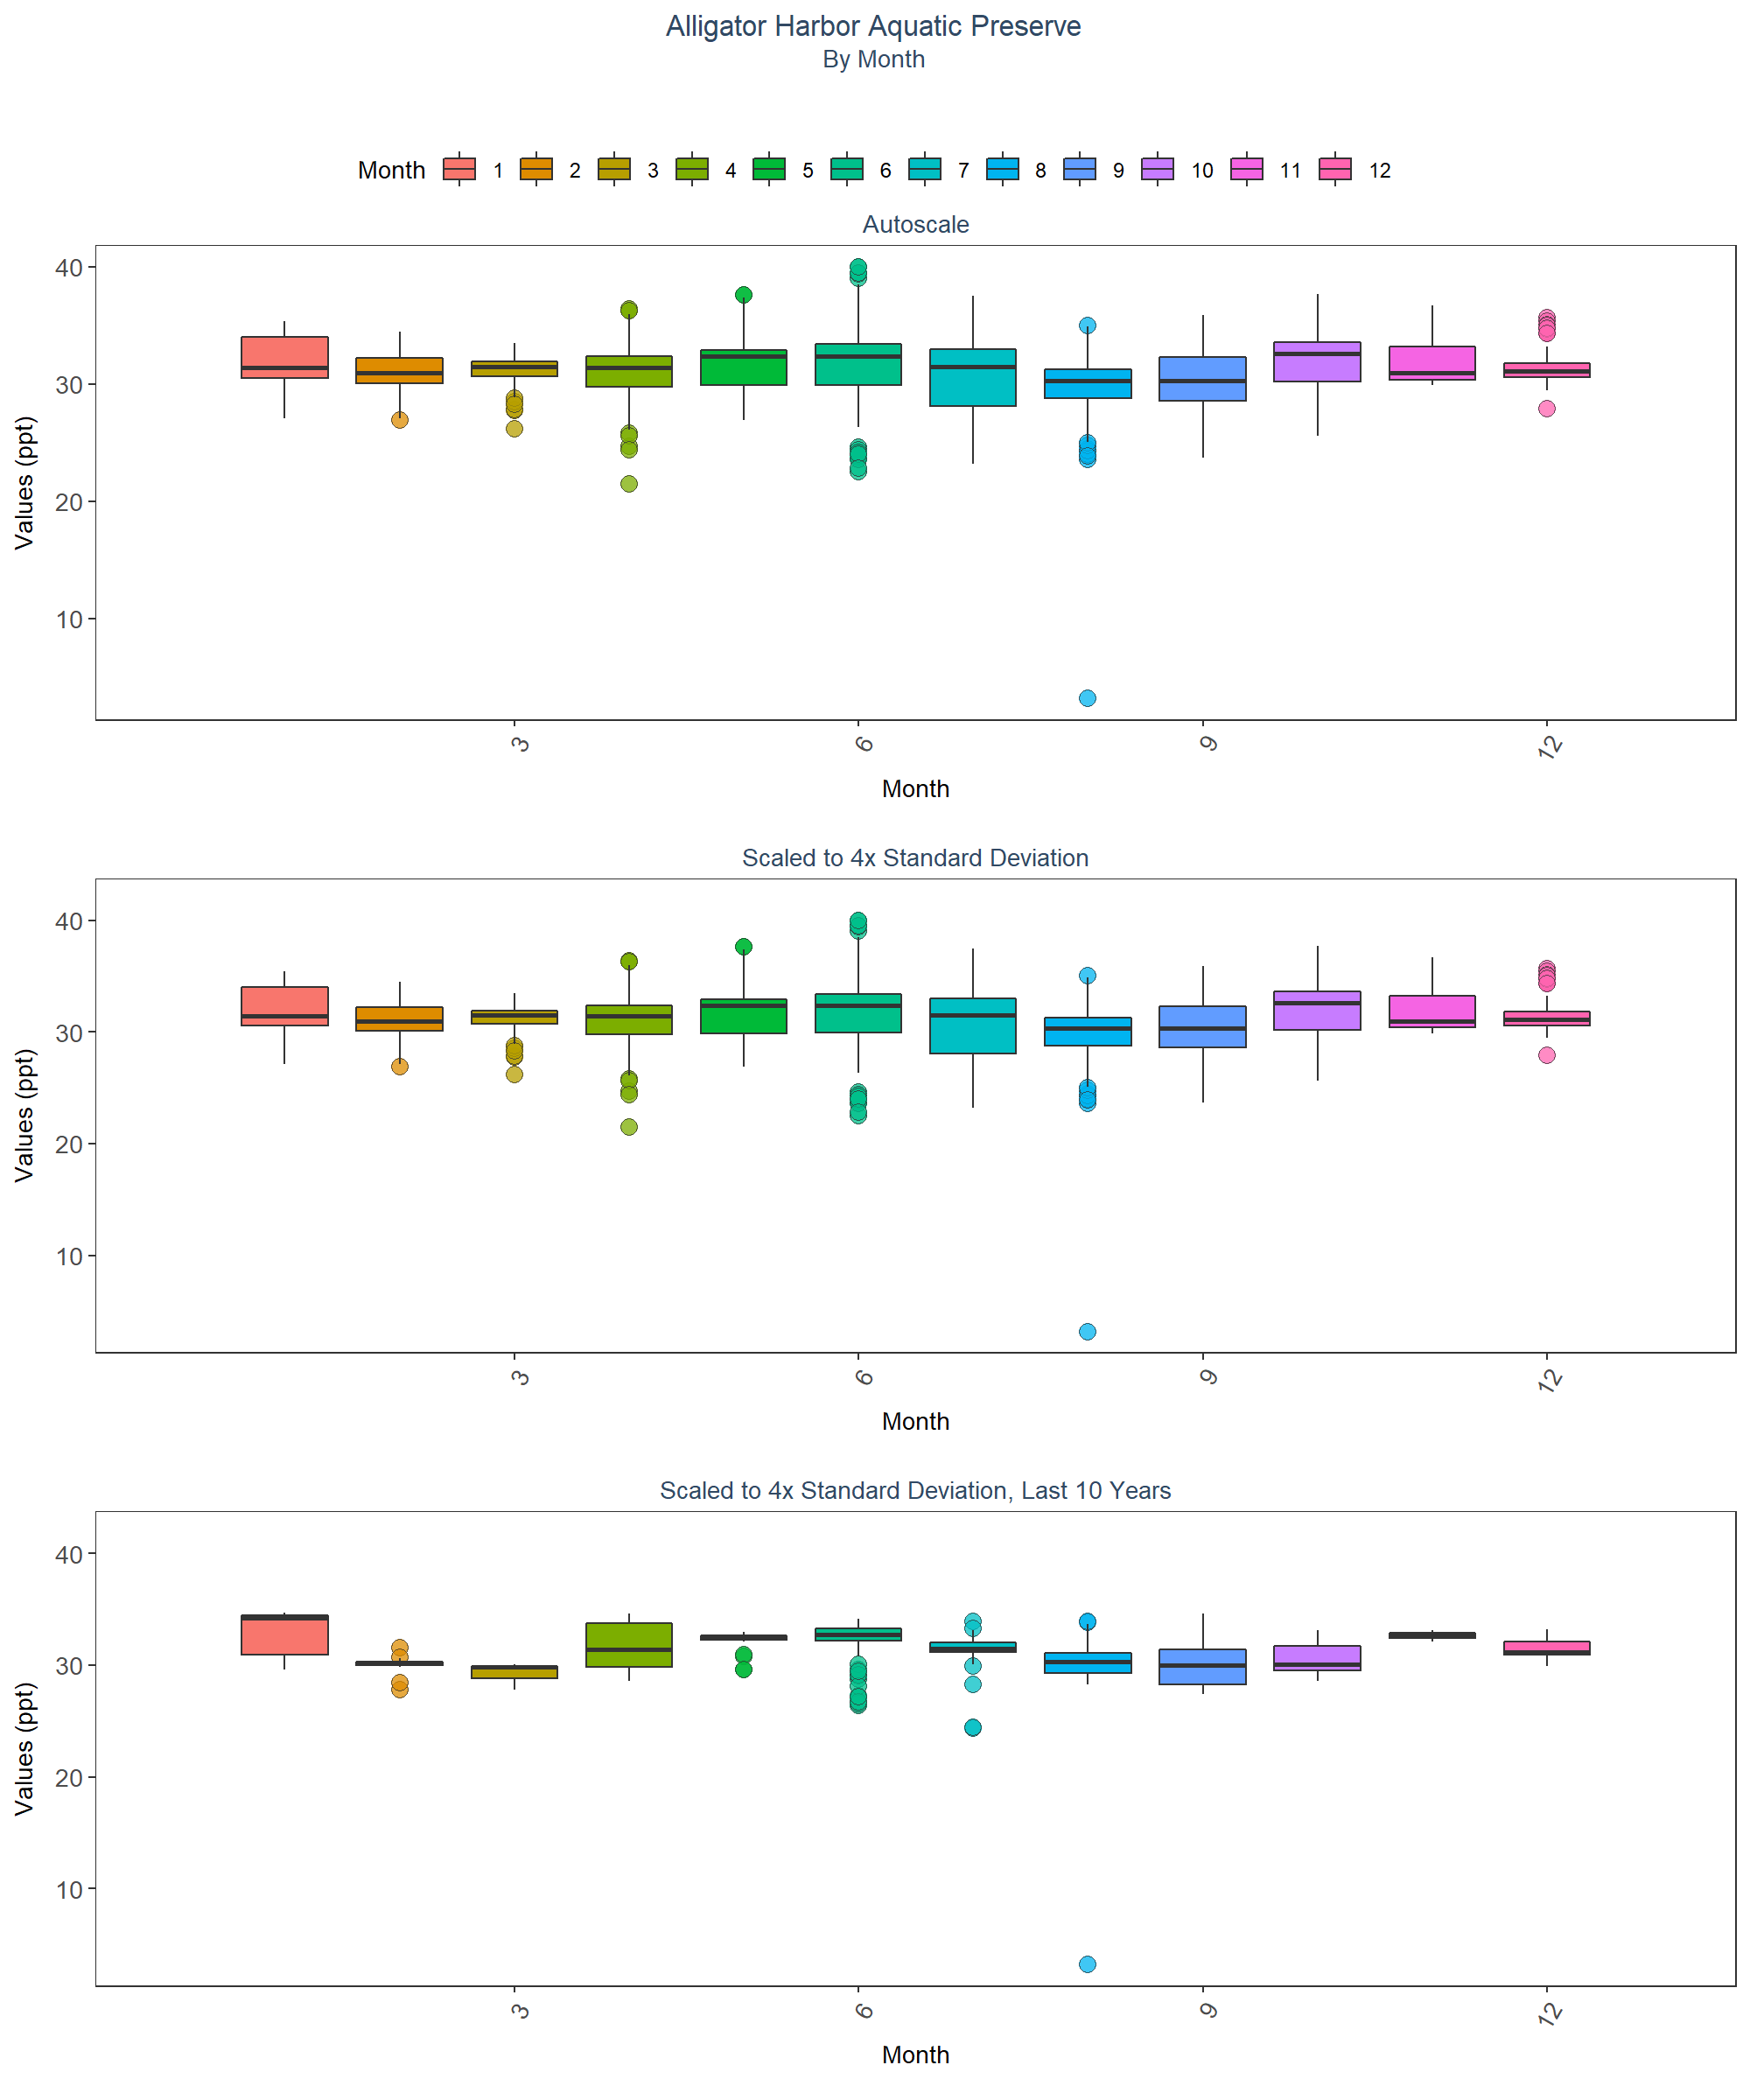 Alligator Harbor Aquatic Preserve
By Month
Month 1 2 3 4 5 6 7 8 9 10 11 12
Autoscale
Values (ppt)
40
30
20
10
3 6 9 12
Month
Scaled to 4x Standard Deviation
Values (ppt)
40
30
20
10
3 6 9 12
Month
Scaled to 4x Standard Deviation, Last 10 Years
Values (ppt)
40
30
20
10
3 6 9 12
Month